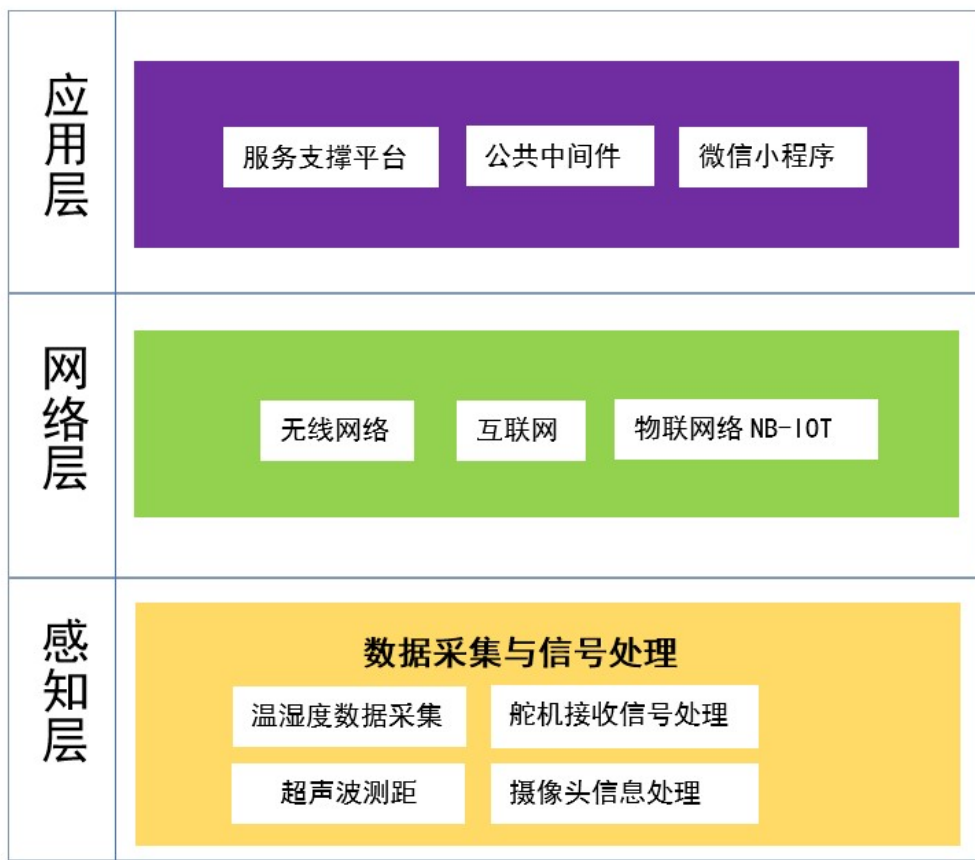 应用层
服务支撑平台
公共中间件
微信小程序
网络层
无线网络
互联网
物联网络 NB-IOT
感知层
数据采集与信号处理
温湿度数据采集
舵机接收信号处理
超声波测距
摄像头信息处理